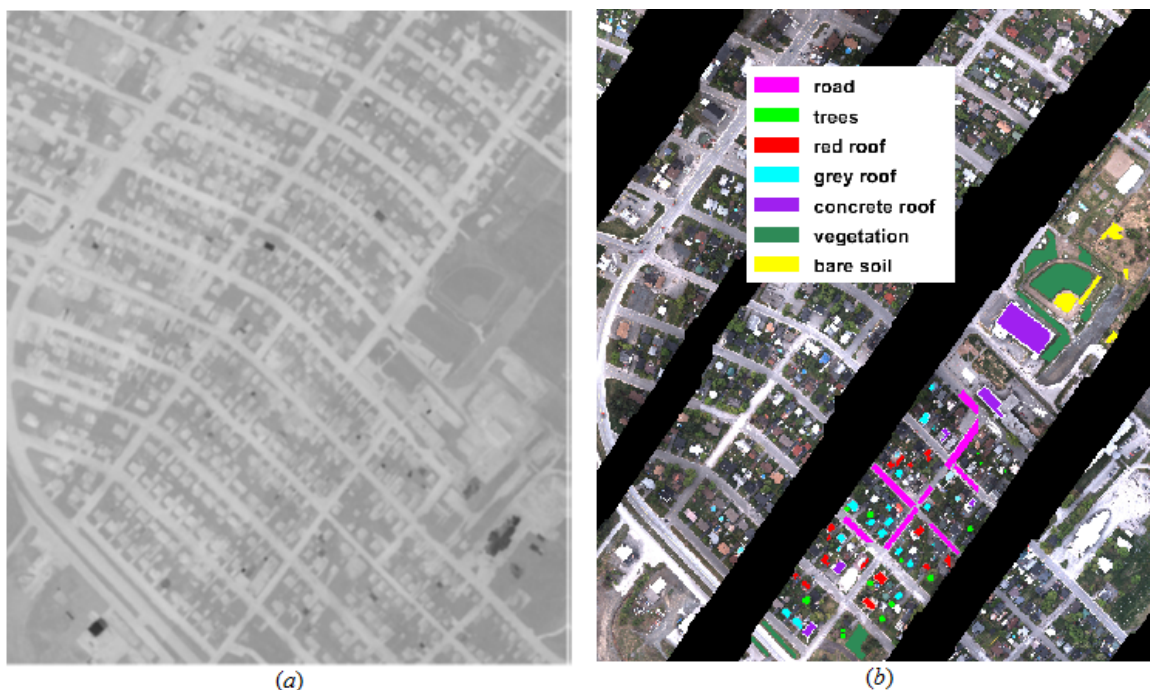 road
trees
red roof
grey roof
concrete roof
vegetation
bare soil
(a)
(b)